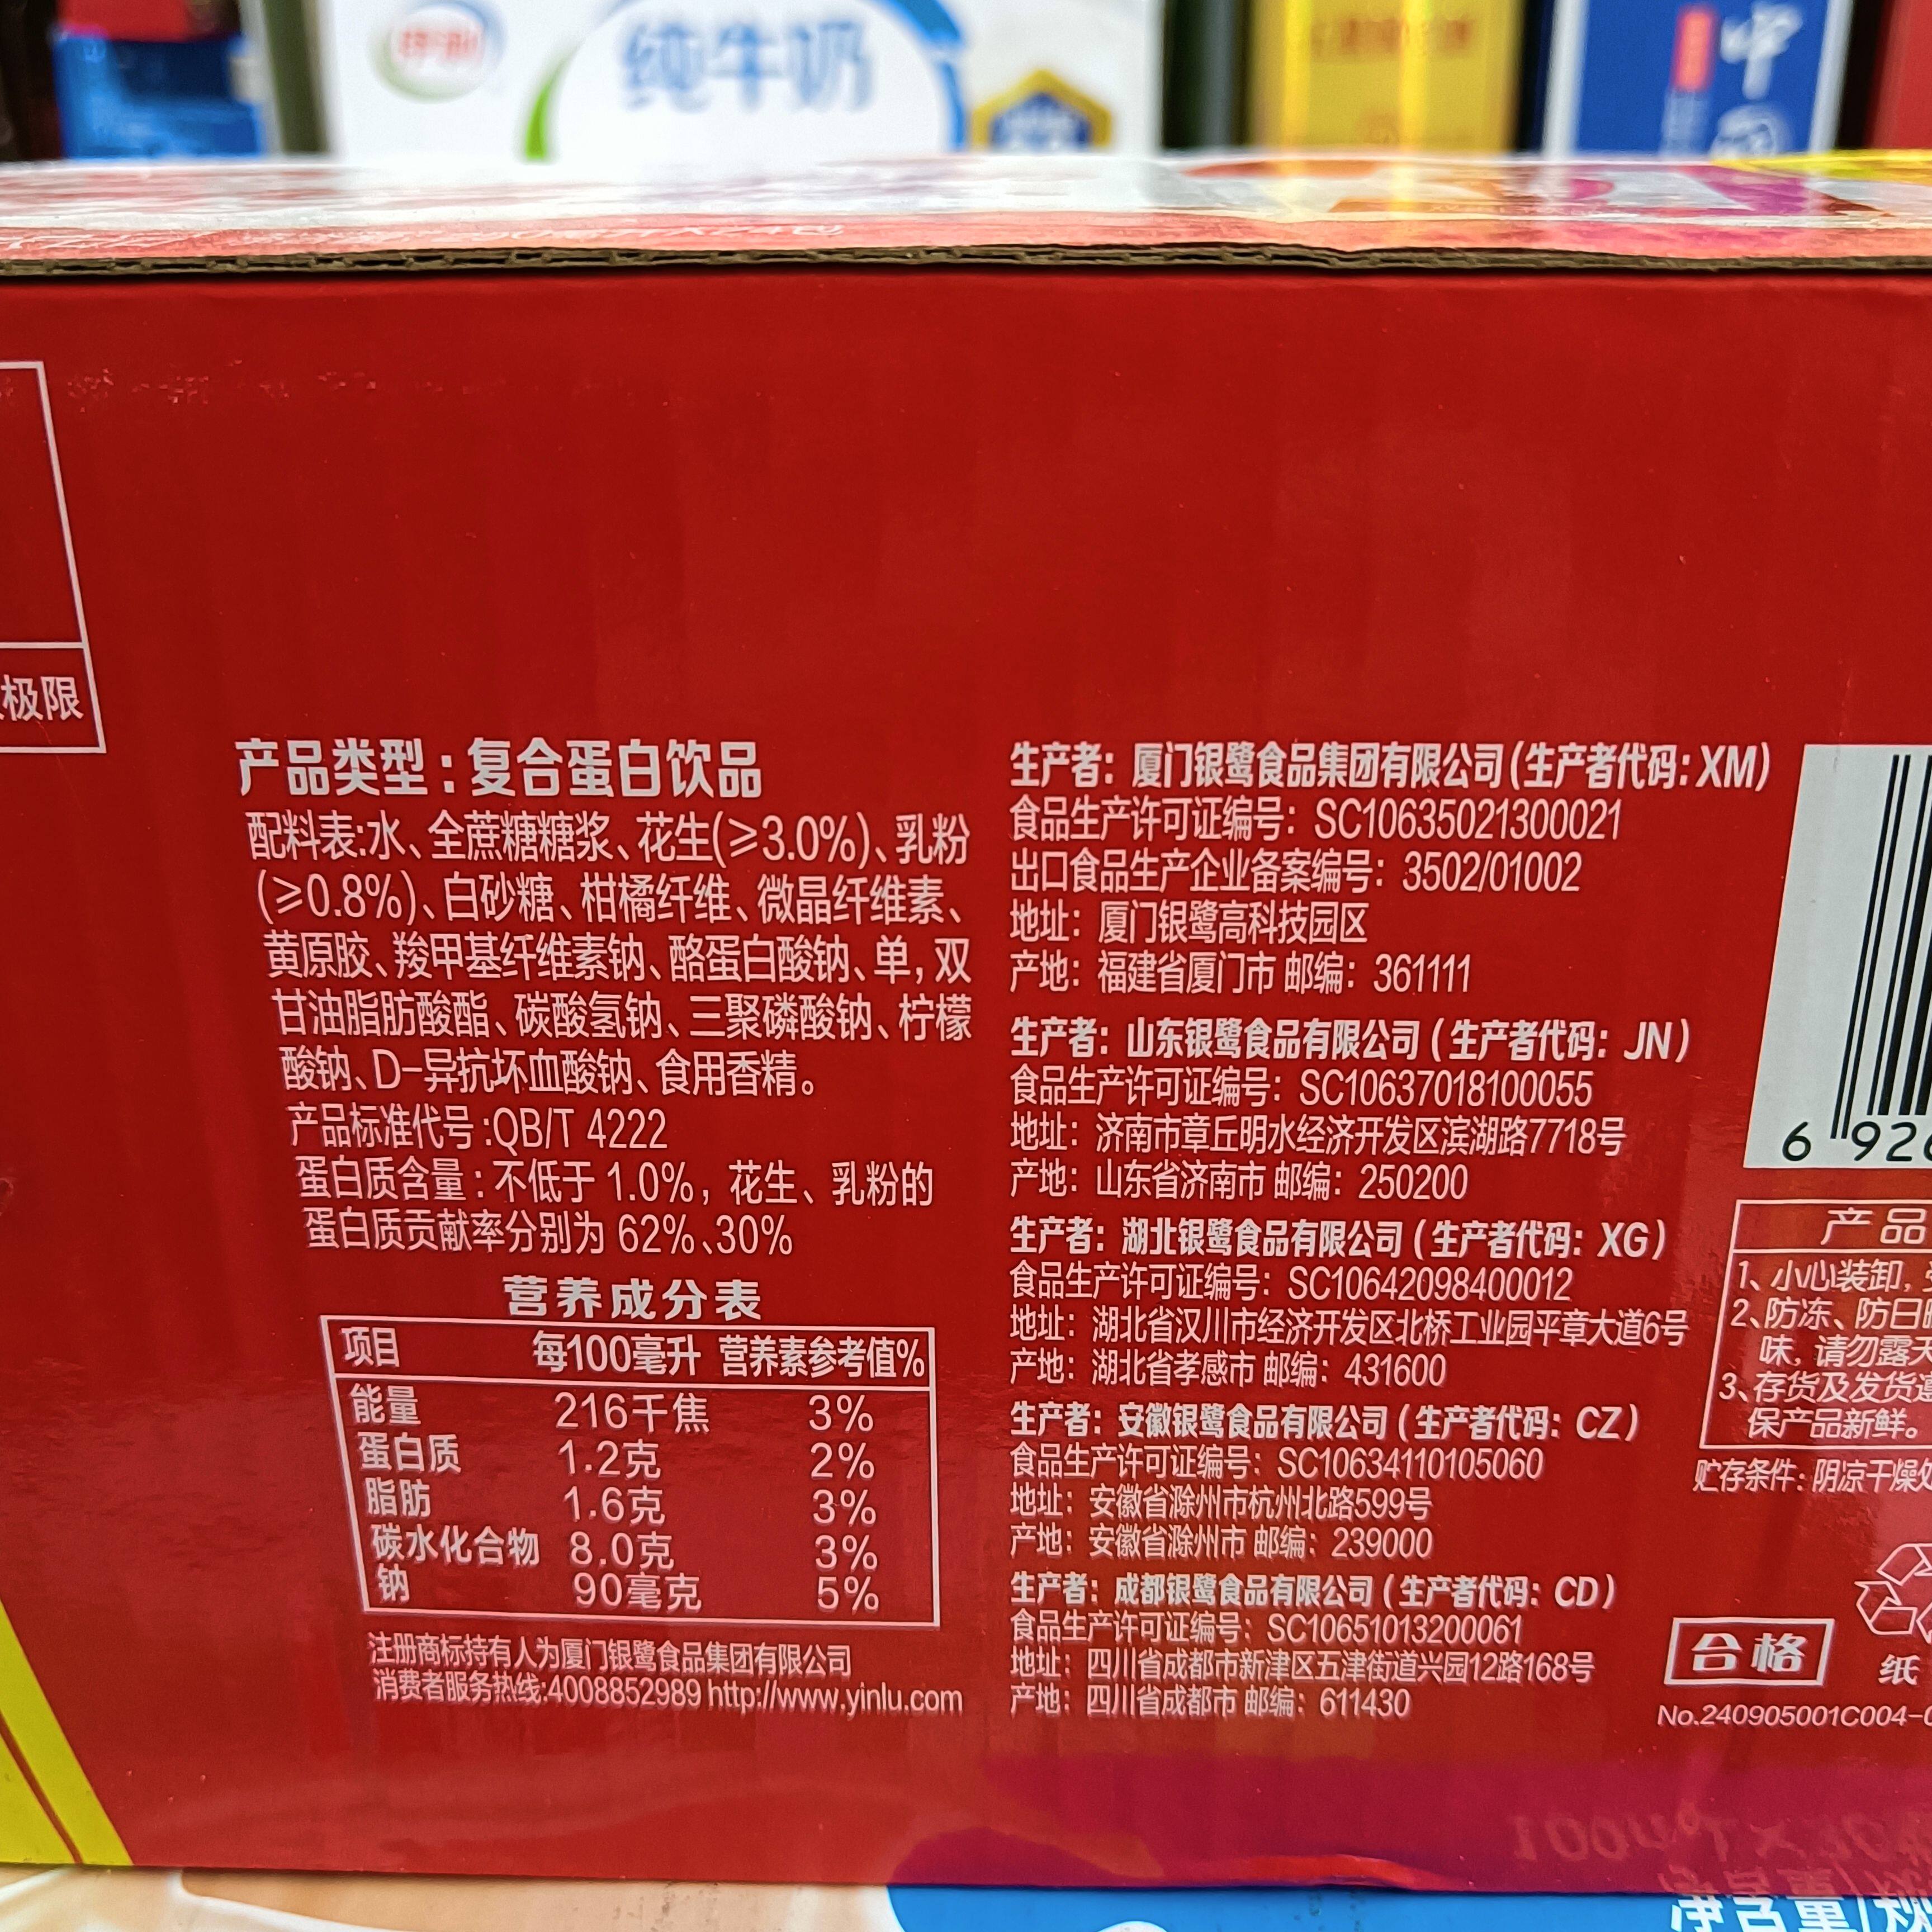 伊利
纯牛奶
中
极限
产品类型:复合蛋白饮品
配料表:水、全蔗糖糖浆、花生(≥3.0%)、乳粉
(≥0.8%)、白砂糖、柑橘纤维、微晶纤维素、
黄原胶、羧甲基纤维素钠、酪蛋白酸钠、单,双
甘油脂肪酸酯、碳酸氢钠、三聚磷酸钠、柠檬
酸钠、D-异抗坏血酸钠、食用香精。
产品标准代号:QB/T 4222
蛋白质含量:不低于1.0%,花生、乳粉的
蛋白质贡献率分别为62%、30%
营养成分表
项目 每100毫升 营养素参考值%
能量 216千焦 3%
蛋白质 1.2克 2%
脂肪 1.6克 3%
碳水化合物 8.0克 3%
钠 90毫克 5%
注册商标持有人为厦门银鹭食品集团有限公司
消费者服务热线:4008852989 http://www.yinlu.com
生产者:厦门银鹭食品集团有限公司(生产者代码:XM)
食品生产许可证编号:SC10635021300021
出口食品生产企业备案编号:3502/01002
地址:厦门银鹭高科技园区
产地:福建省厦门市 邮编:361111
生产者:山东银鹭食品有限公司(生产者代码:JN)
食品生产许可证编号:SC10637018100055
地址:济南市章丘明水经济开发区滨湖路7718号
产地:山东省济南市 邮编:250200
生产者:湖北银鹭食品有限公司(生产者代码:XG)
食品生产许可证编号:SC10642098400012
地址:湖北省汉川市经济开发区北桥工业园平章大道6号
产地:湖北省孝感市 邮编:431600
生产者:安徽银鹭食品有限公司(生产者代码:CZ)
食品生产许可证编号:SC10634110105060
地址:安徽省滁州市杭州北路599号
产地:安徽省滁州市 邮编:239000
生产者:成都银鹭食品有限公司(生产者代码:CD)
食品生产许可证编号:SC10651013200061
地址:四川省成都市新津区五津街道兴园12路168号
产地:四川省成都市 邮编:611430
6 926
产品
1、小心装卸,
2、防冻、防日
味,请勿露天
3、存货及发货
保产品新鲜。
贮存条件:阴凉干燥处
合格
纸
No.240905001C004-
净含量/规